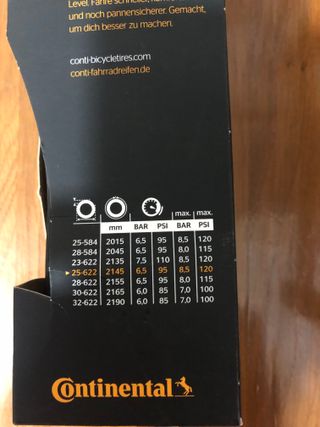 Level. Fahre schneller,
und noch pannensicherer. Gemacht,
um dich besser zu machen.
conti-bicycletires.com
conti-fahrradreifen.de
max. max.
mm BAR PSI BAR PSI
25-584 2015 6,5 95 8,5 120
28-584 2045 6,5 95 8,0 115
23-622 2135 7,5 110 8,5 120
25-622 2145 6,5 95 8,5 120
28-622 2155 6,5 95 8,0 115
30-622 2165 6,0 85 7,0 100
32-622 2190 6,0 85 7,0 100
Continental